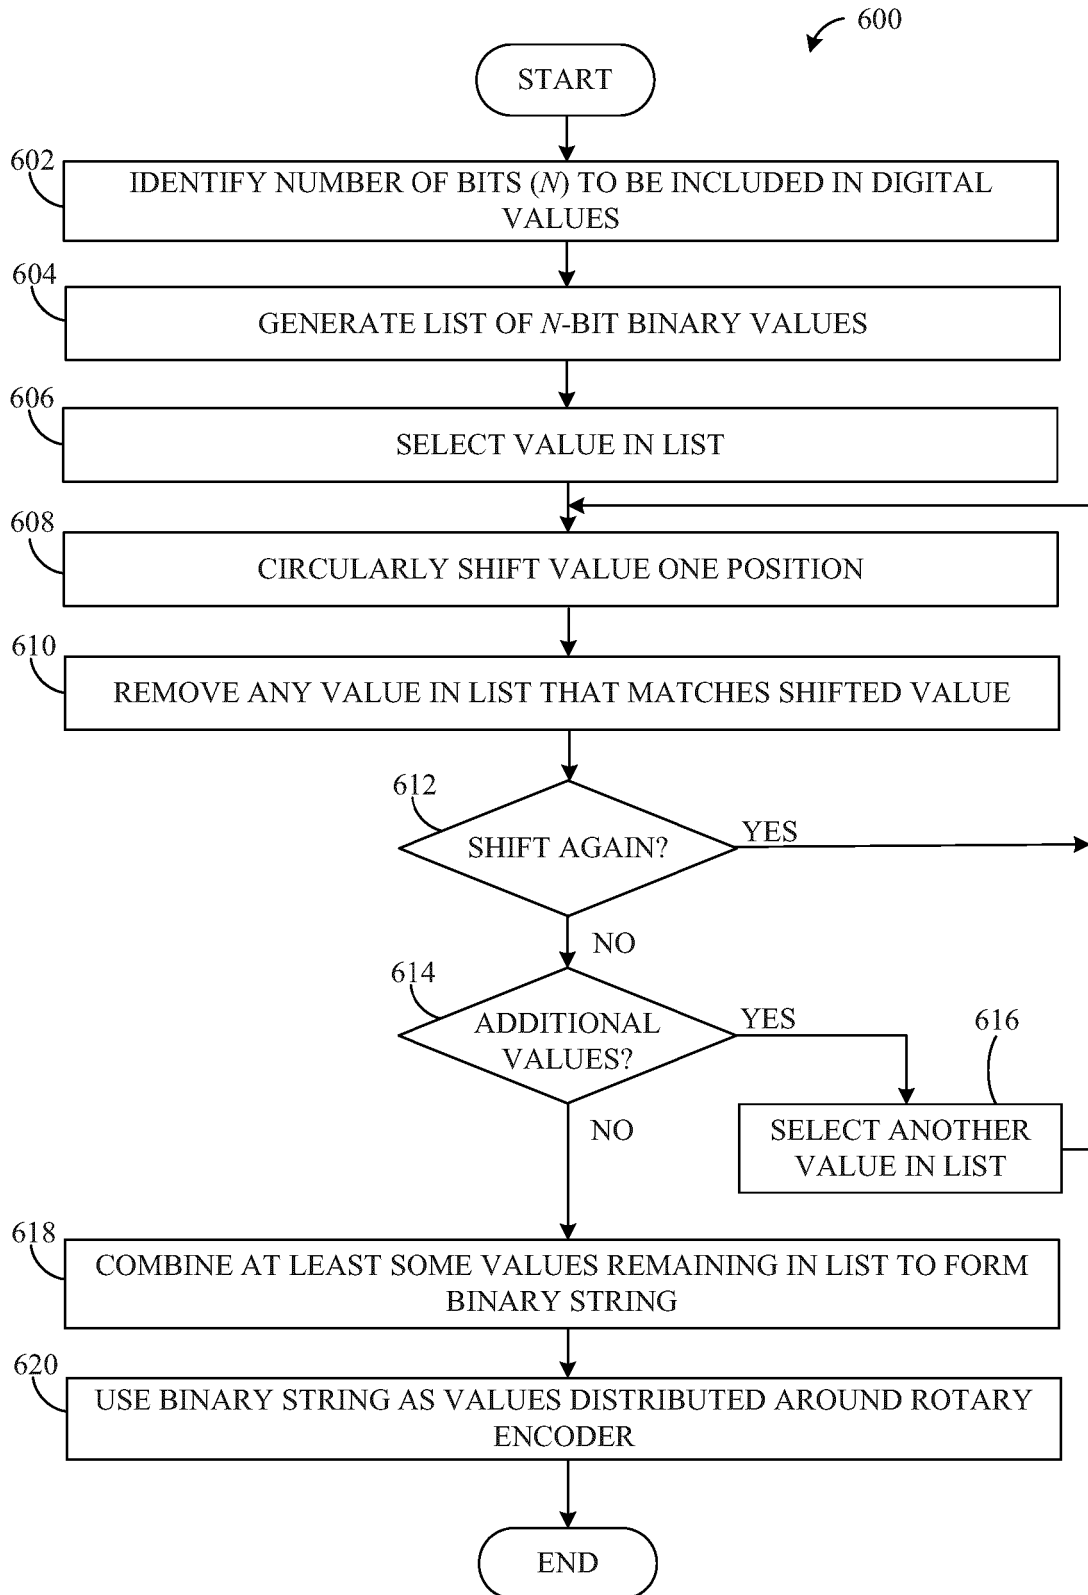 600
START
602
IDENTIFY NUMBER OF BITS (N) TO BE INCLUDED IN DIGITAL
VALUES
604
GENERATE LIST OF N-BIT BINARY VALUES
606
SELECT VALUE IN LIST
608
CIRCULARLY SHIFT VALUE ONE POSITION
610
REMOVE ANY VALUE IN LIST THAT MATCHES SHIFTED VALUE
612
SHIFT AGAIN?
YES
NO
614
ADDITIONAL
VALUES?
YES
616
NO
SELECT ANOTHER
VALUE IN LIST
618
COMBINE AT LEAST SOME VALUES REMAINING IN LIST TO FORM
BINARY STRING
620
USE BINARY STRING AS VALUES DISTRIBUTED AROUND ROTARY
ENCODER
END